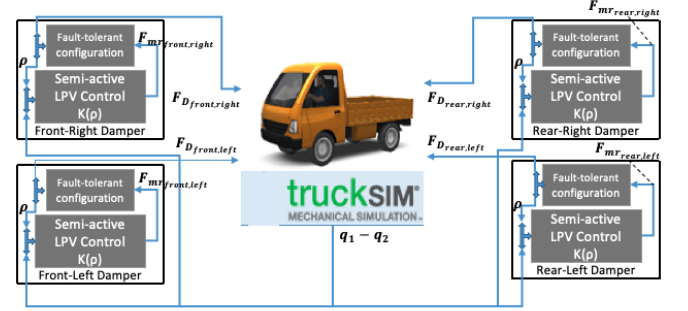 Fault-tolerant
configuration
F_mr_front,right
ρ
Semi-active
LPV Control
K(ρ)
Front-Right Damper
F_D_front,right
F_D_front,left
Fault-tolerant
configuration
F_mr_front,left
ρ
Semi-active
LPV Control
K(ρ)
Front-Left Damper
truckSIM®
MECHANICAL SIMULATION™
q₁ − q₂
F_mr_rear,right
Fault-tolerant
configuration
ρ
Semi-active
LPV Control
K(ρ)
Rear-Right Damper
F_D_rear,right
F_D_rear,left
F_mr_rear,left
Fault-tolerant
configuration
ρ
Semi-active
LPV Control
K(ρ)
Rear-Left Damper